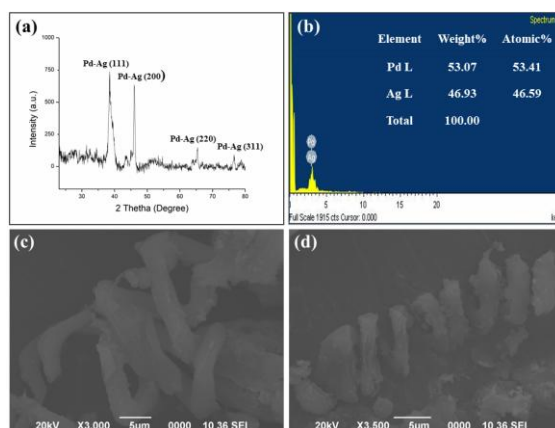 (a)
Pd-Ag (111)
Pd-Ag (200)
Pd-Ag (220)
Pd-Ag (311)
1000
750
500
250
0
30
40
50
60
70
80
Intensity (a.u.)
2 Thetha (Degree)
(b)
Spectrum
Element Weight% Atomic%
Pd L 53.07 53.41
Ag L 46.93 46.59
Total 100.00
Pd
Ag
0 5 10 15 20
Full Scale 1915 cts Cursor: 0.000
(c)
20kV X3,000 5µm 0000 10 36 SEI
(d)
20kV X3,500 5µm 0000 10 36 SEI